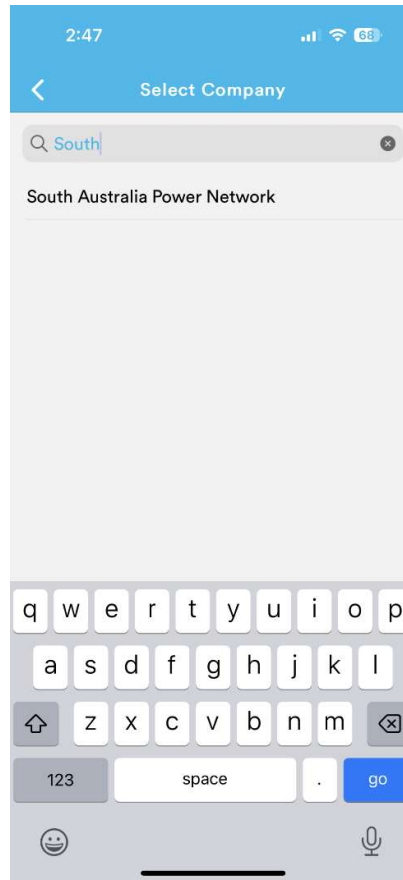 2:47
68
Select Company
South
South Australia Power Network
q w e r t y u i o p
a s d f g h j k l
z x c v b n m
123 space . go